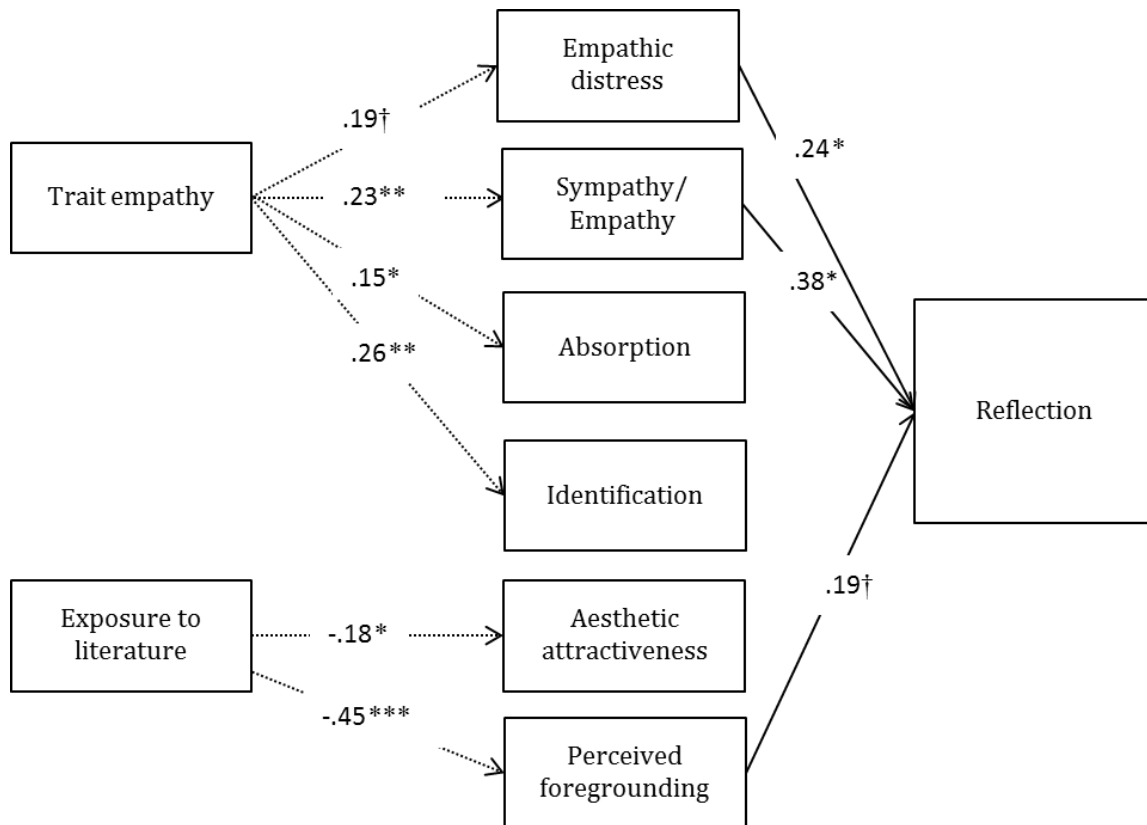 Empathic
distress
.19†
.24*
Trait empathy
.23**
Sympathy/
Empathy
.15*
.38*
.26**
Absorption
Reflection
Identification
.19†
Exposure to
literature
-.18*
Aesthetic
attractiveness
-.45***
Perceived
foregrounding